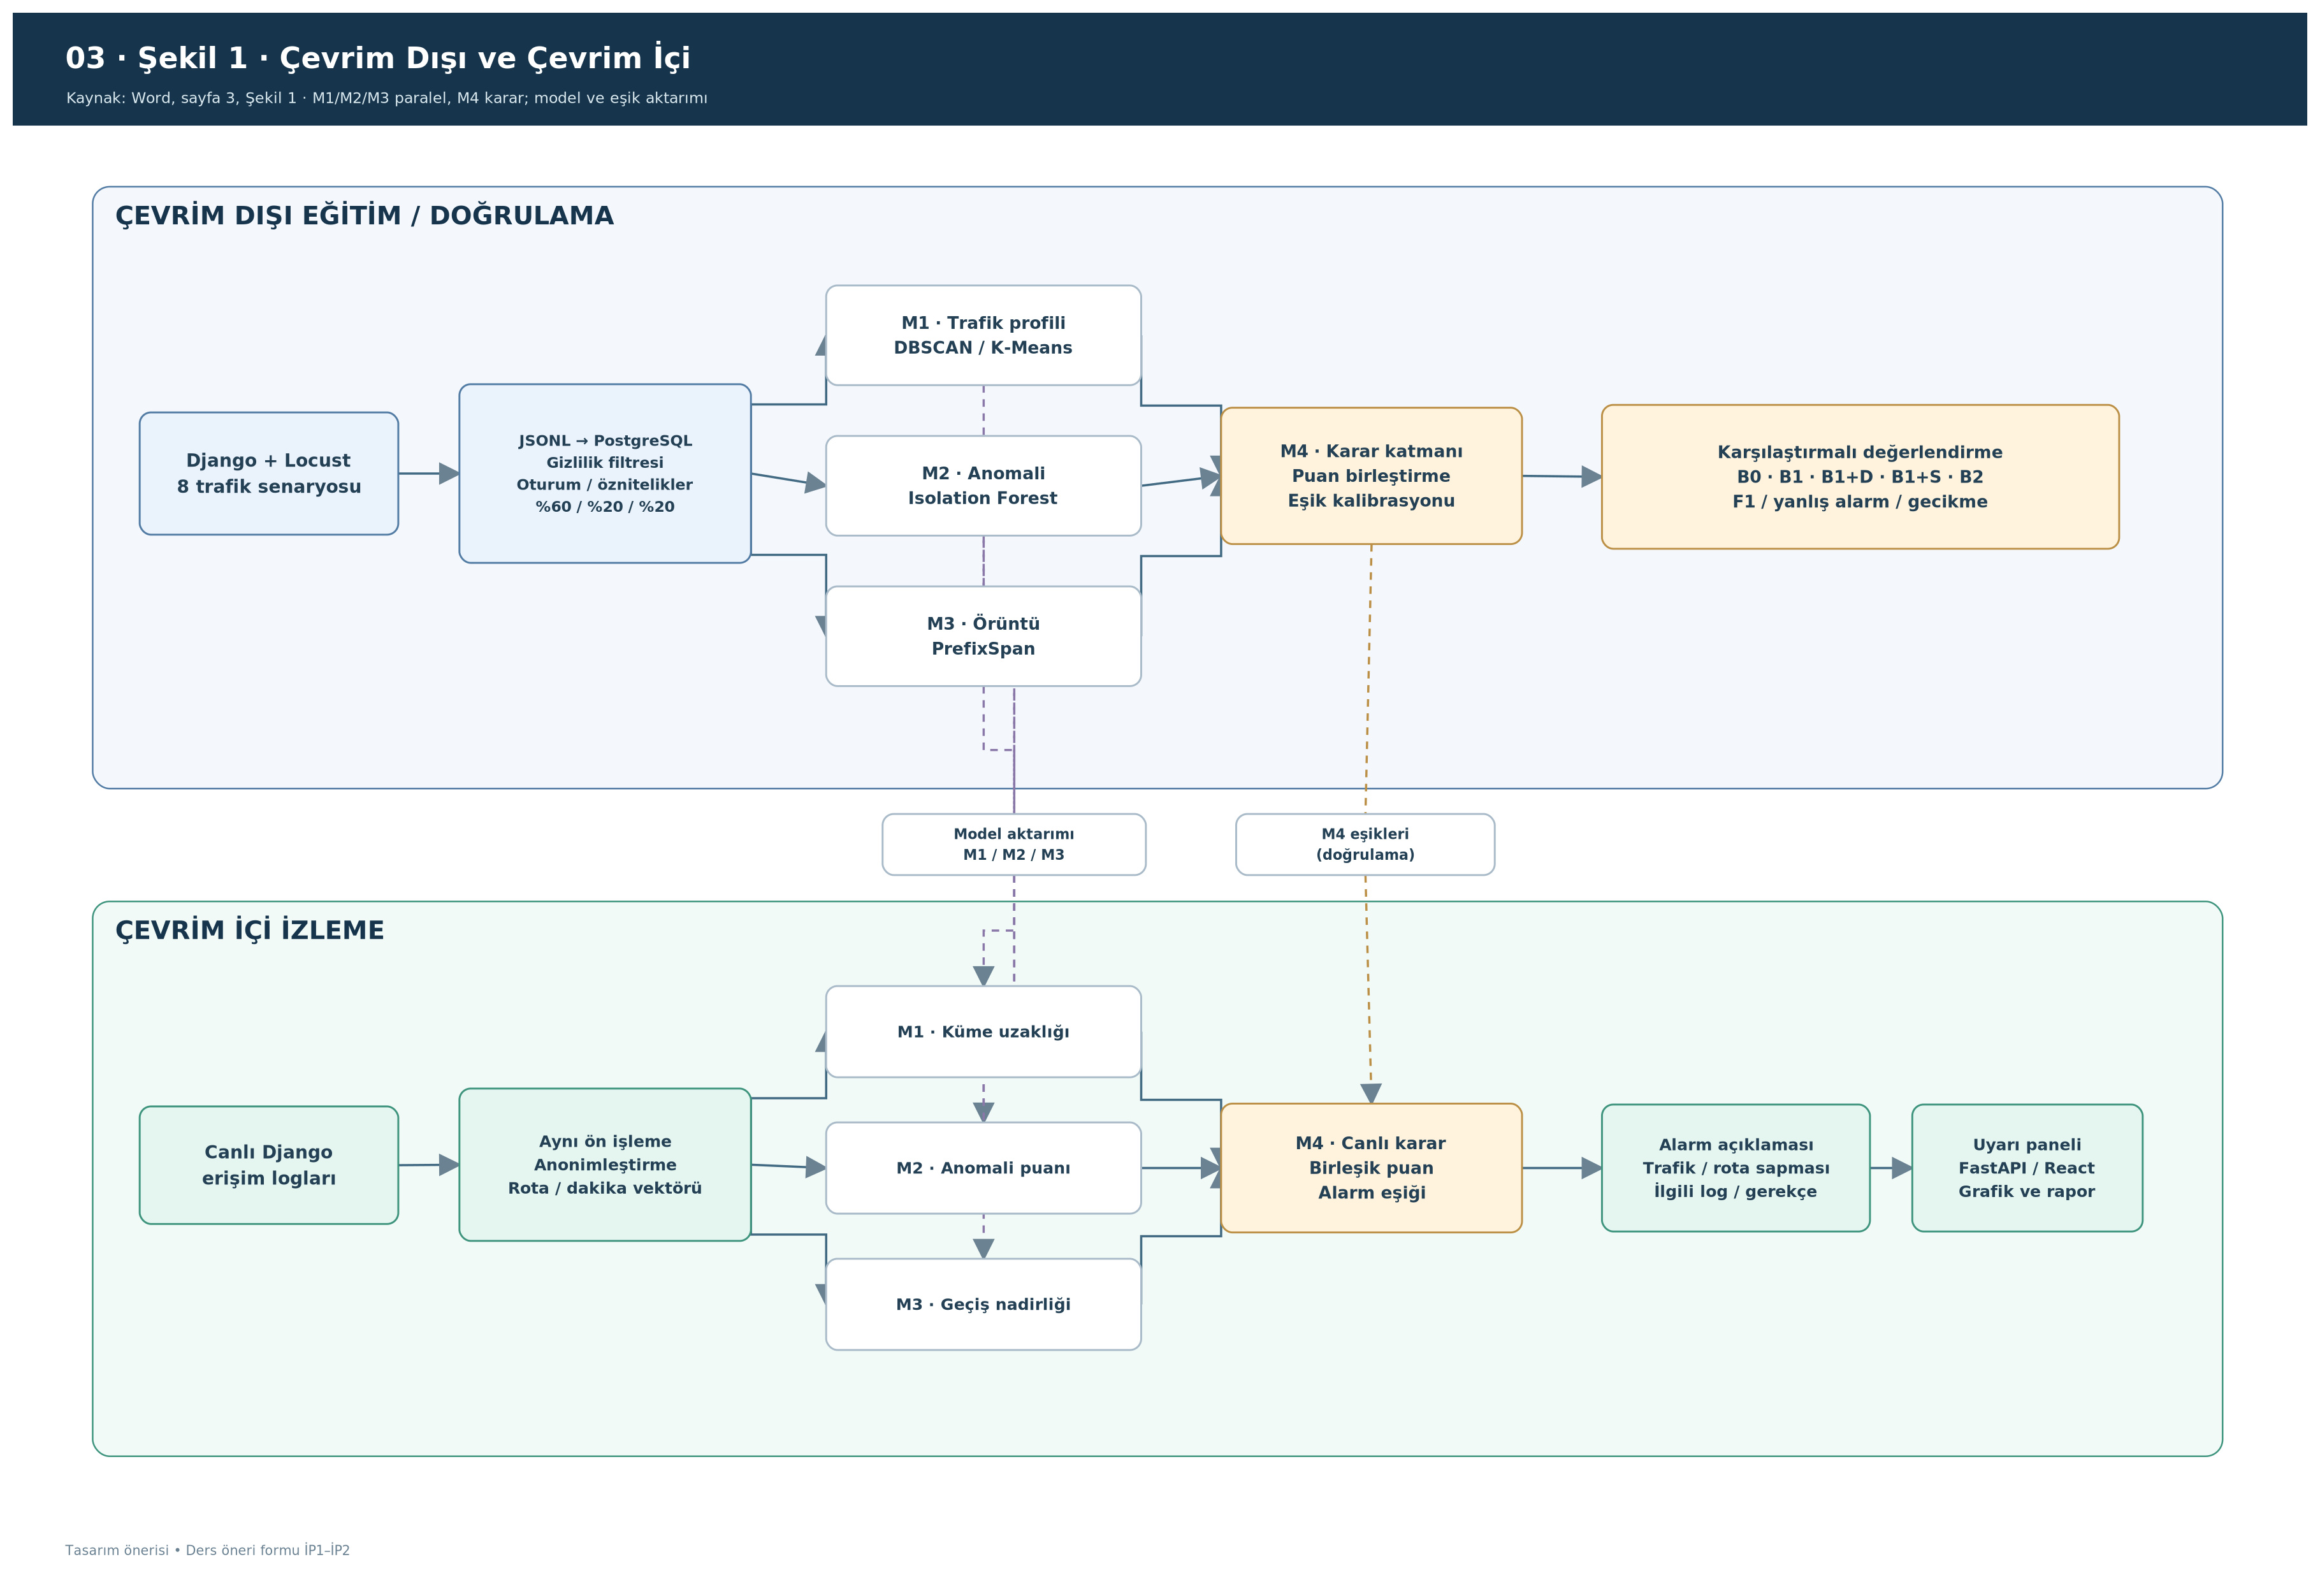 03 · Şekil 1 · Çevrim Dışı ve Çevrim İçi
Kaynak: Word, sayfa 3, Şekil 1 · M1/M2/M3 paralel, M4 karar; model ve eşik aktarımı
ÇEVRİM DIŞI EĞİTİM / DOĞRULAMA
Django + Locust
8 trafik senaryosu
JSONL → PostgreSQL
Gizlilik filtresi
Oturum / öznitelikler
%60 / %20 / %20
M1 · Trafik profili
DBSCAN / K-Means
M2 · Anomali
Isolation Forest
M3 · Örüntü
PrefixSpan
M4 · Karar katmanı
Puan birleştirme
Eşik kalibrasyonu
Karşılaştırmalı değerlendirme
B0 · B1 · B1+D · B1+S · B2
F1 / yanlış alarm / gecikme
Model aktarımı
M1 / M2 / M3
M4 eşikleri
(doğrulama)
ÇEVRİM İÇİ İZLEME
Canlı Django
erişim logları
Aynı ön işleme
Anonimleştirme
Rota / dakika vektörü
M1 · Küme uzaklığı
M2 · Anomali puanı
M3 · Geçiş nadirliği
M4 · Canlı karar
Birleşik puan
Alarm eşiği
Alarm açıklaması
Trafik / rota sapması
İlgili log / gerekçe
Uyarı paneli
FastAPI / React
Grafik ve rapor
Tasarım önerisi • Ders öneri formu İP1–İP2